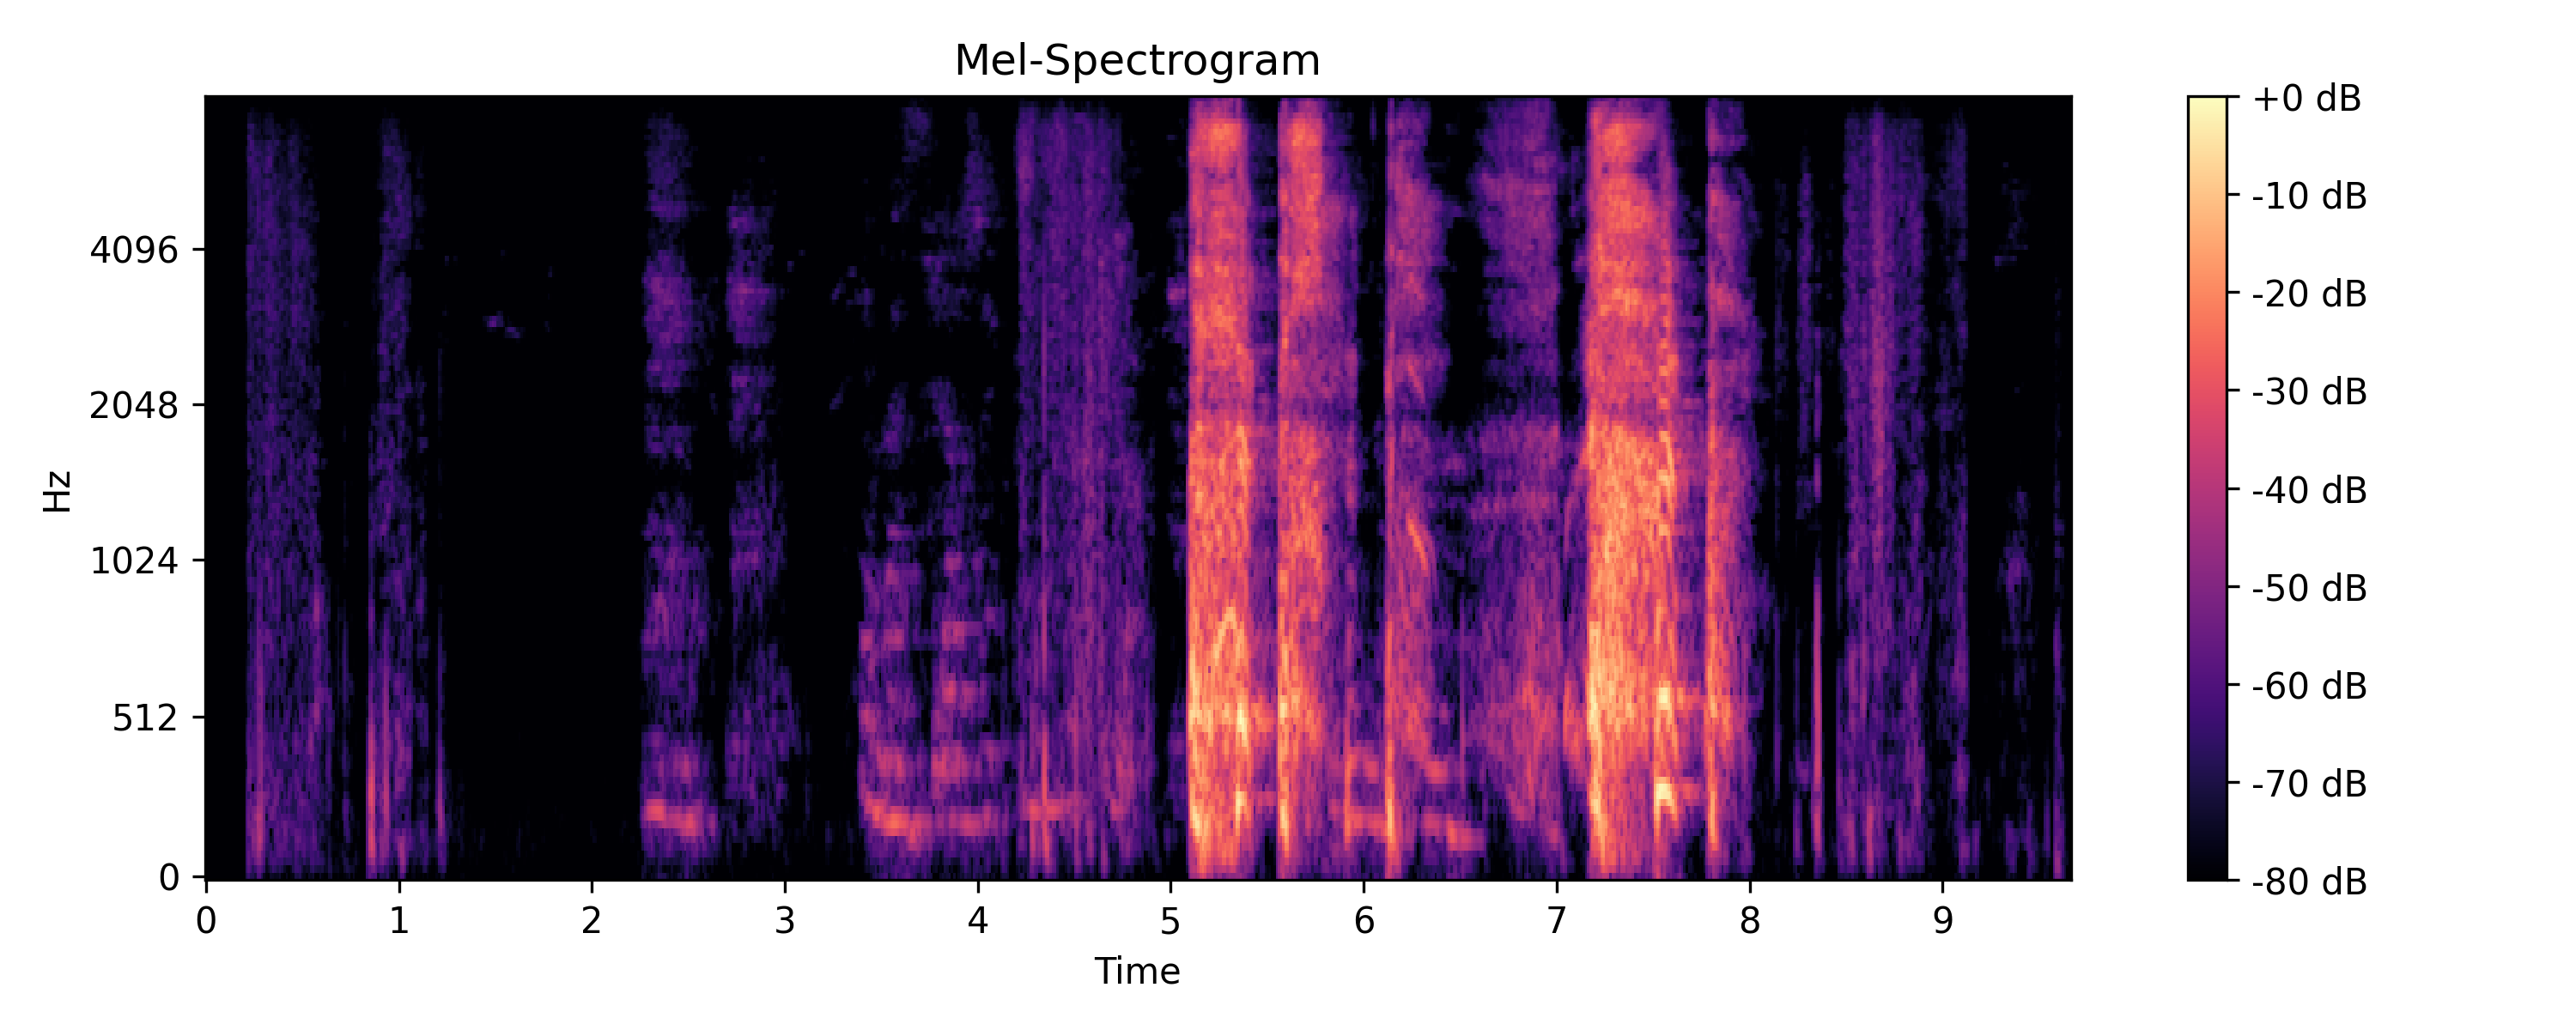 Mel-Spectrogram
+0 dB
-10 dB
-20 dB
-30 dB
-40 dB
-50 dB
-60 dB
-70 dB
-80 dB
4096
2048
1024
512
0
Hz
0 1 2 3 4 5 6 7 8 9
Time